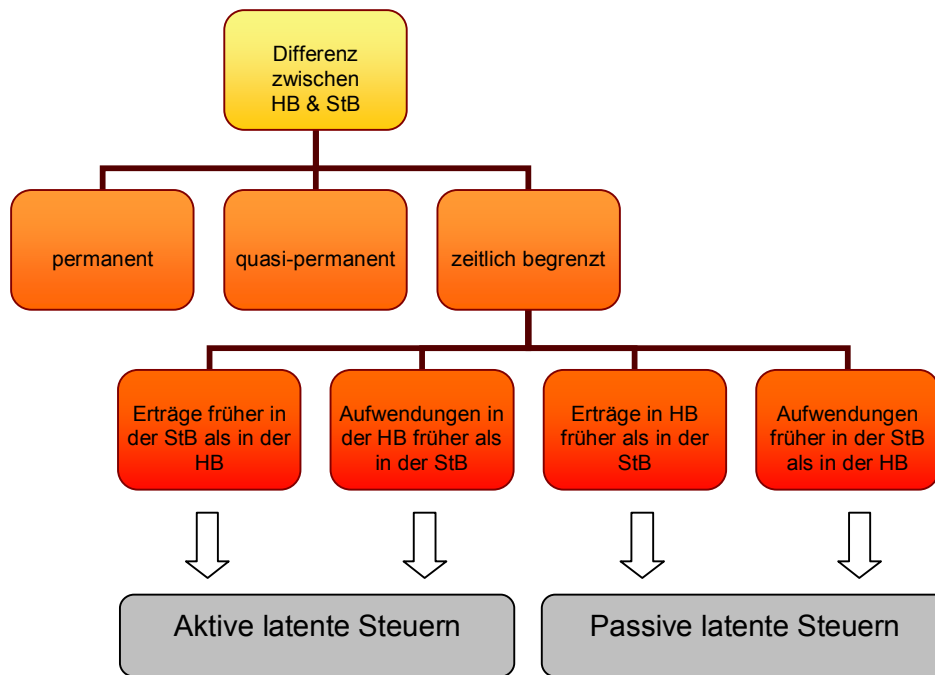 Differenz
zwischen
HB & StB
permanent
quasi-permanent
zeitlich begrenzt
Erträge früher in
der StB als in der
HB
Aufwendungen in
der HB früher als
in der StB
Erträge in HB
früher als in der
StB
Aufwendungen
früher in der StB
als in der HB
Aktive latente Steuern
Passive latente Steuern